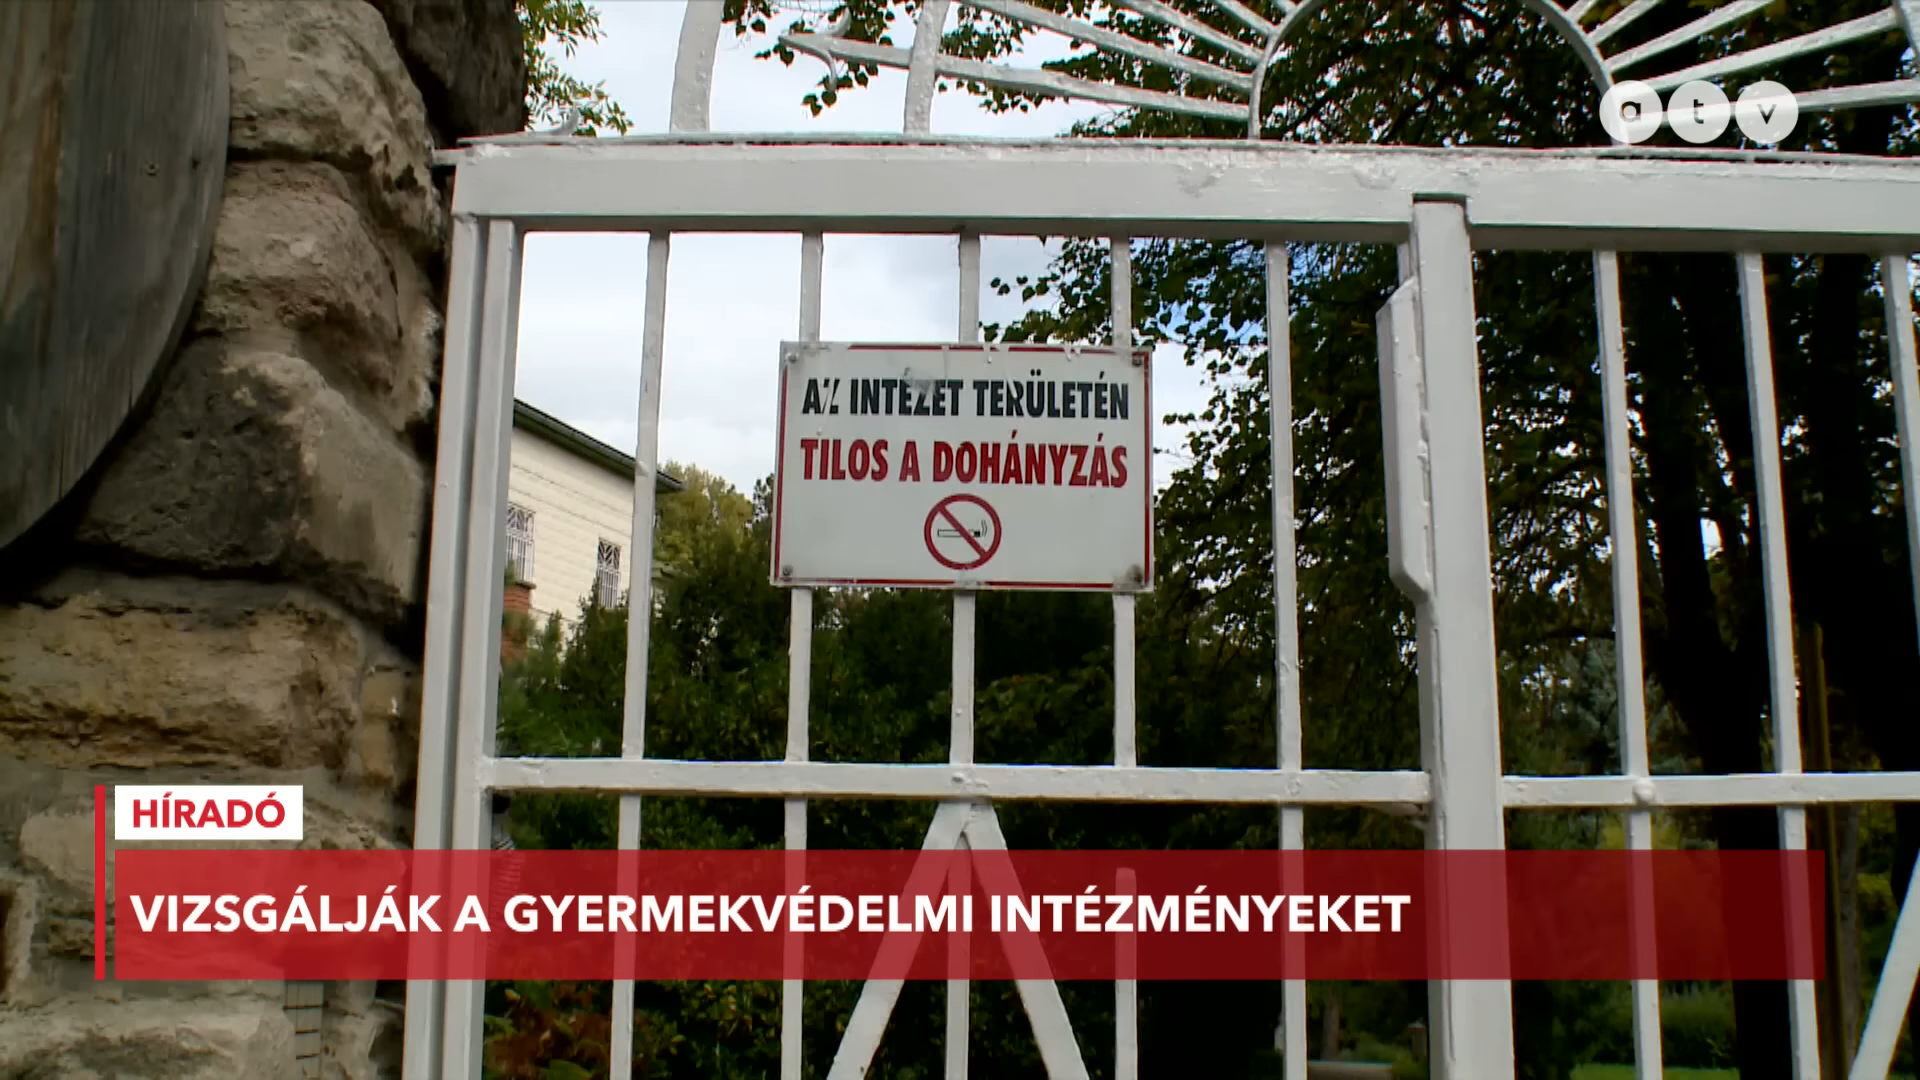 atv
AZ INTÉZET TERÜLETÉN
TILOS A DOHÁNYZÁS
HÍRADÓ
VIZSGÁLJÁK A GYERMEKVÉDELMI INTÉZMÉNYEKET